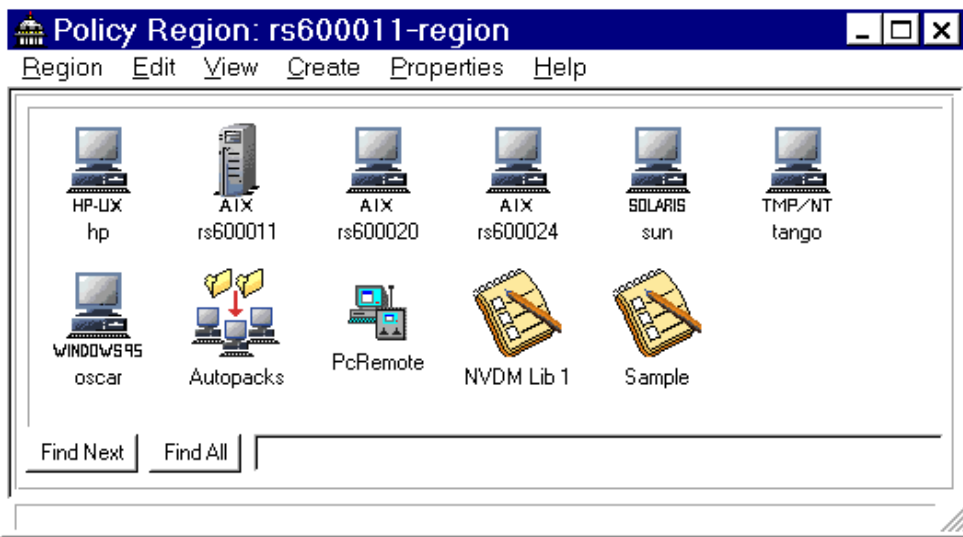 Policy Region: rs600011-region
Region Edit View Create Properties Help
HP-UX AIX AIX AIX SOLARIS TMP/NT
hp rs600011 rs600020 rs600024 sun tango
WINDOWS95
oscar Autopacks PcRemote NVDM Lib 1 Sample
Find Next Find All